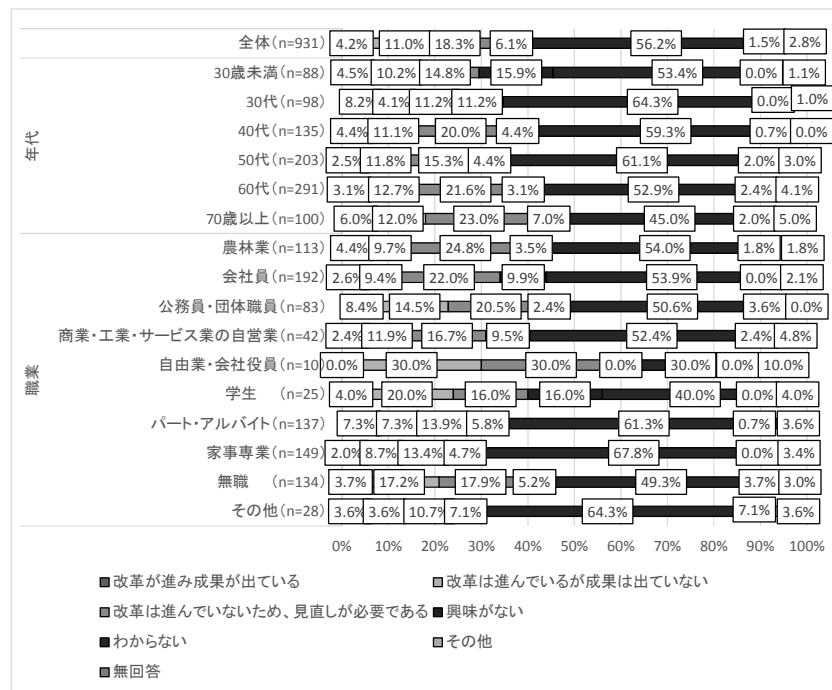 全体(n=931) 4.2% 11.0% 18.3% 6.1% 56.2% 1.5% 2.8%
年代
30歳未満(n=88) 4.5% 10.2% 14.8% 15.9% 53.4% 0.0% 1.1%
30代(n=98) 8.2% 4.1% 11.2% 11.2% 64.3% 0.0% 1.0%
40代(n=135) 4.4% 11.1% 20.0% 4.4% 59.3% 0.7% 0.0%
50代(n=203) 2.5% 11.8% 15.3% 4.4% 61.1% 2.0% 3.0%
60代(n=291) 3.1% 12.7% 21.6% 3.1% 52.9% 2.4% 4.1%
70歳以上(n=100) 6.0% 12.0% 23.0% 7.0% 45.0% 2.0% 5.0%
職業
農林業(n=113) 4.4% 9.7% 24.8% 3.5% 54.0% 1.8% 1.8%
会社員(n=192) 2.6% 9.4% 22.0% 9.9% 53.9% 0.0% 2.1%
公務員・団体職員(n=83) 8.4% 14.5% 20.5% 2.4% 50.6% 3.6% 0.0%
商業・工業・サービス業の自営業(n=42) 2.4% 11.9% 16.7% 9.5% 52.4% 2.4% 4.8%
自由業・会社役員(n=10) 0.0% 30.0% 30.0% 0.0% 30.0% 0.0% 10.0%
学生 (n=25) 4.0% 20.0% 16.0% 16.0% 40.0% 0.0% 4.0%
パート・アルバイト(n=137) 7.3% 7.3% 13.9% 5.8% 61.3% 0.7% 3.6%
家事専業(n=149) 2.0% 8.7% 13.4% 4.7% 67.8% 0.0% 3.4%
無職 (n=134) 3.7% 17.2% 17.9% 5.2% 49.3% 3.7% 3.0%
その他(n=28) 3.6% 3.6% 10.7% 7.1% 64.3% 7.1% 3.6%
0% 10% 20% 30% 40% 50% 60% 70% 80% 90% 100%
改革が進み成果が出ている 改革は進んでいるが成果は出ていない
改革は進んでいないため、見直しが必要である 興味がない
わからない その他
無回答